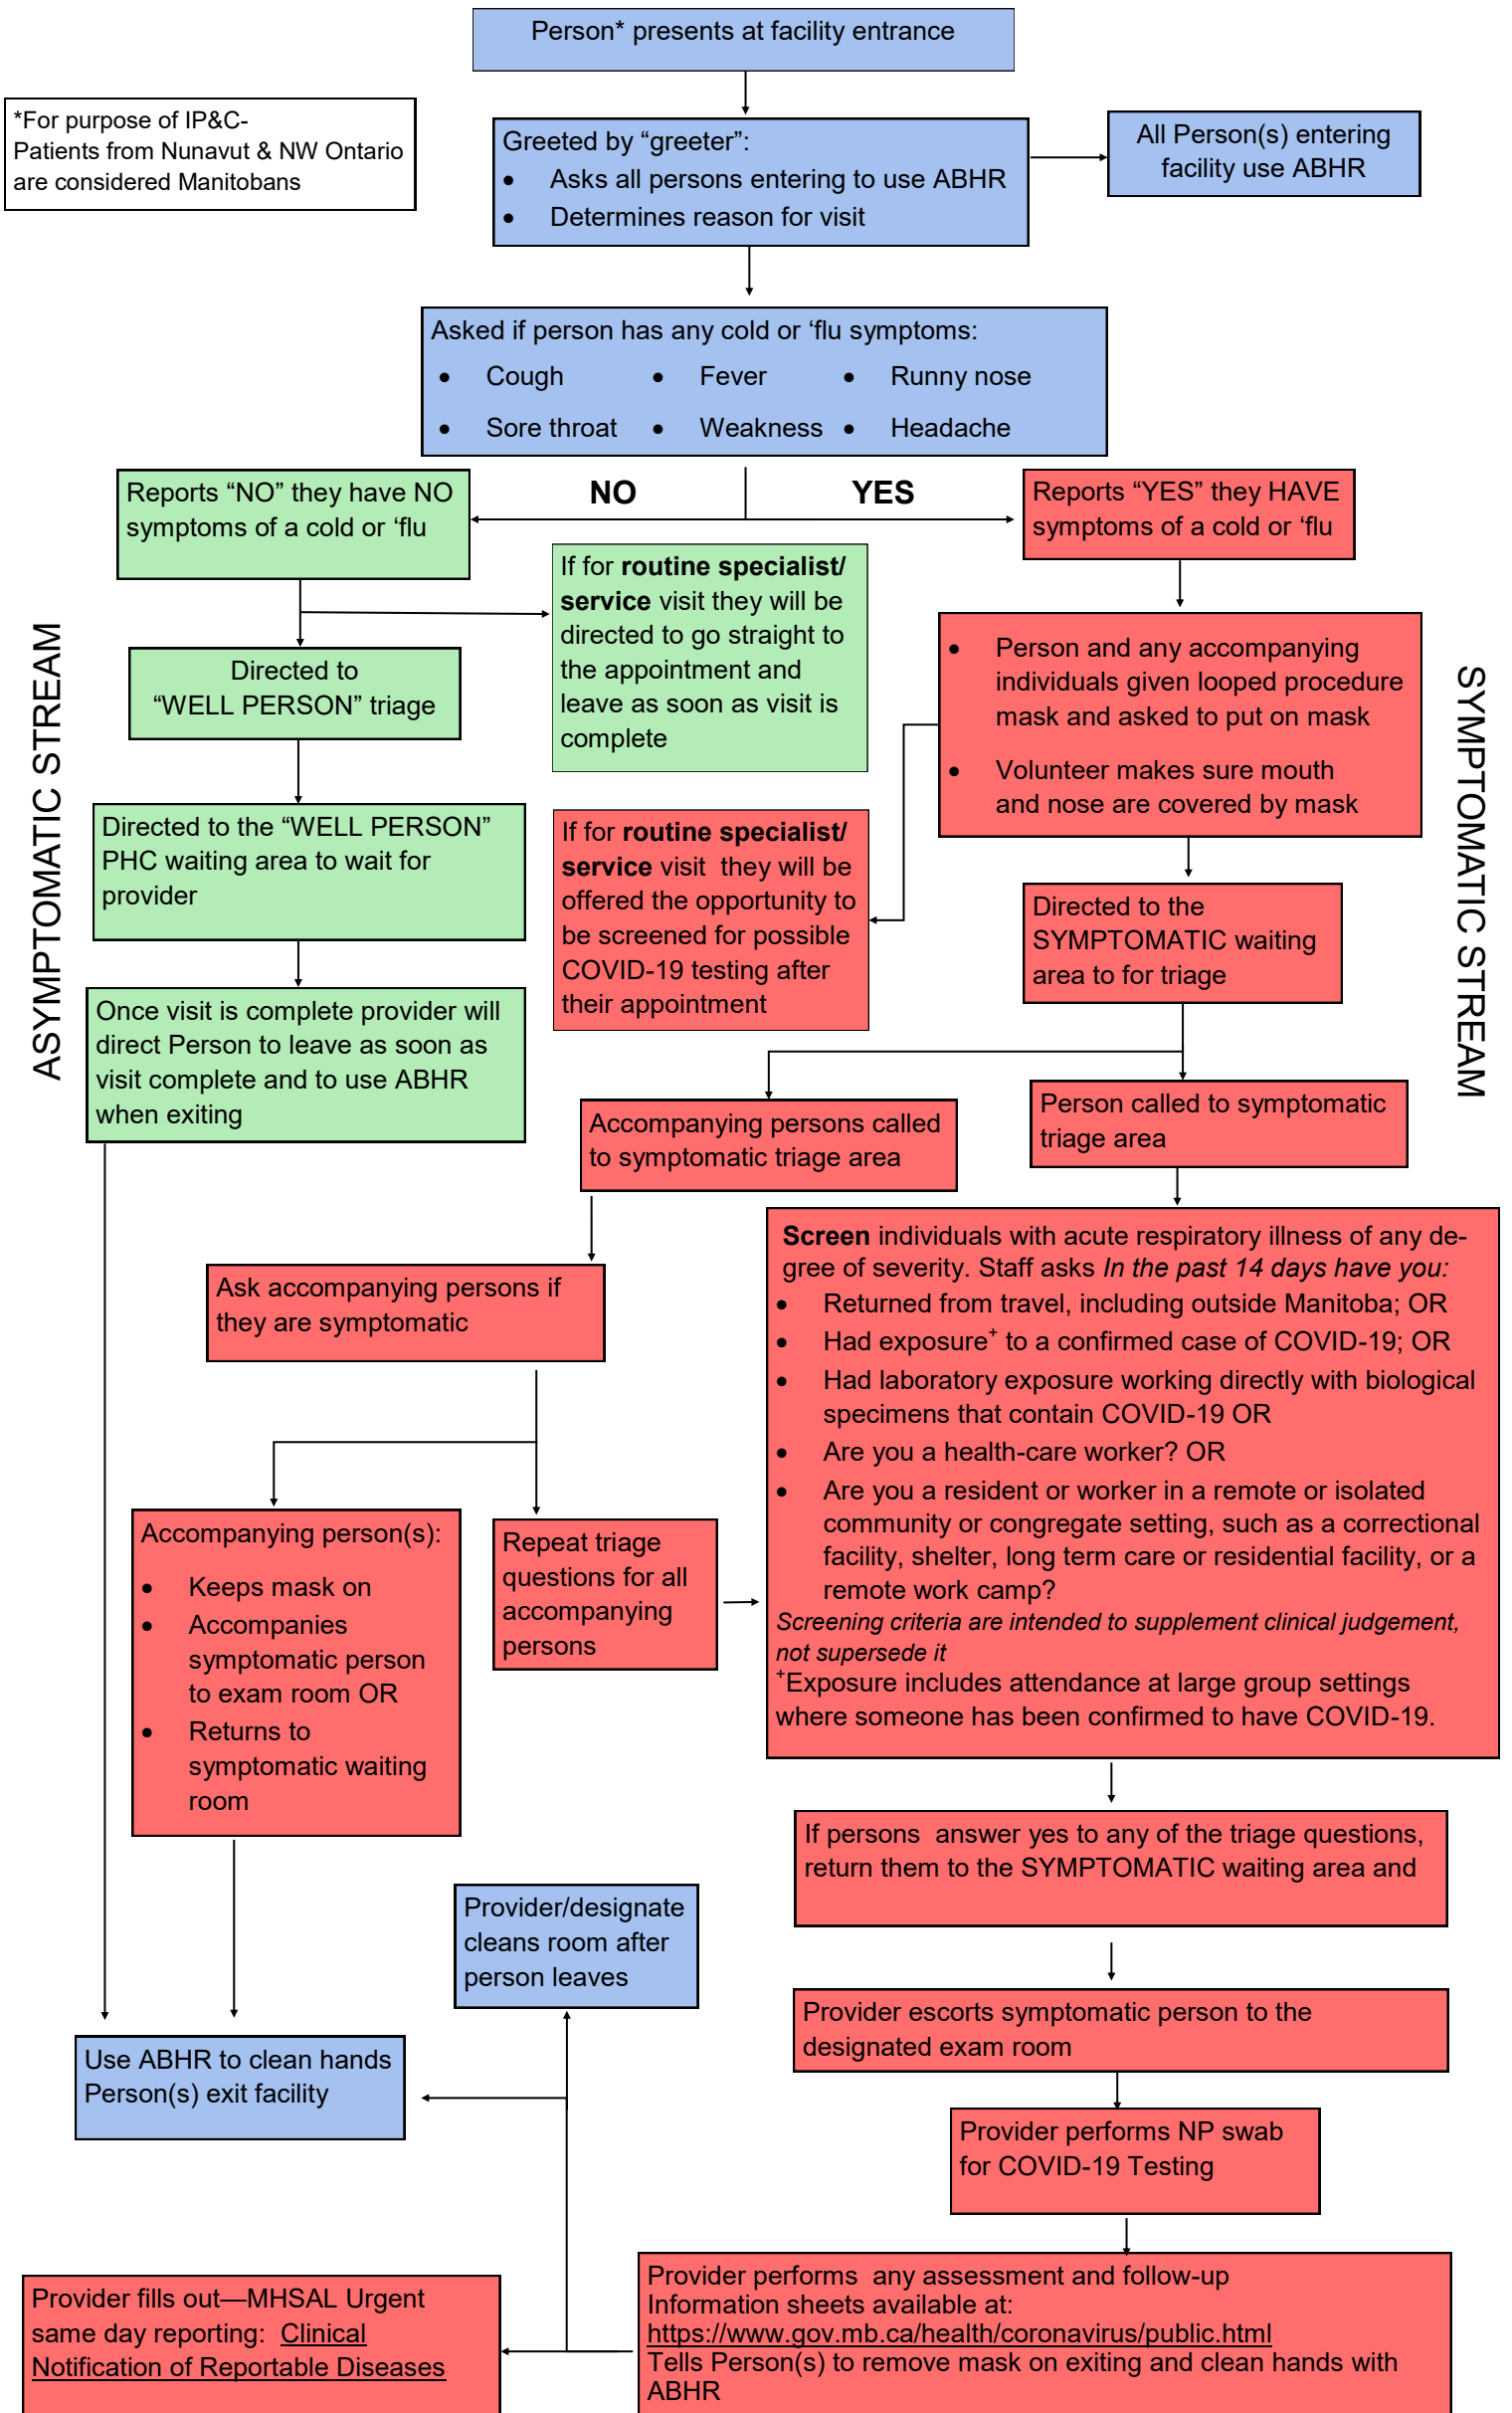 Person* presents at facility entrance
*For purpose of IP&C-
Patients from Nunavut & NW Ontario
are considered Manitobans
Greeted by “greeter”:
• Asks all persons entering to use ABHR
• Determines reason for visit
All Person(s) entering
facility use ABHR
Asked if person has any cold or ‘flu symptoms:
• Cough • Fever • Runny nose
• Sore throat • Weakness • Headache
NO
YES
Reports “NO” they have NO
symptoms of a cold or ‘flu
Reports “YES” they HAVE
symptoms of a cold or ‘flu
If for routine specialist/
service visit they will be
directed to go straight to
the appointment and
leave as soon as visit is
complete
ASYMPTOMATIC STREAM
Directed to
“WELL PERSON” triage
Directed to the “WELL PERSON”
PHC waiting area to wait for
provider
Once visit is complete provider will
direct Person to leave as soon as
visit complete and to use ABHR
when exiting
SYMPTOMATIC STREAM
• Person and any accompanying
individuals given looped procedure
mask and asked to put on mask
• Volunteer makes sure mouth
and nose are covered by mask
If for routine specialist/
service visit they will be
offered the opportunity to
be screened for possible
COVID-19 testing after
their appointment
Directed to the
SYMPTOMATIC waiting
area to for triage
Accompanying persons called
to symptomatic triage area
Person called to symptomatic
triage area
Ask accompanying persons if
they are symptomatic
Screen individuals with acute respiratory illness of any de-
gree of severity. Staff asks In the past 14 days have you:
• Returned from travel, including outside Manitoba; OR
• Had exposure+ to a confirmed case of COVID-19; OR
• Had laboratory exposure working directly with biological
specimens that contain COVID-19 OR
• Are you a health-care worker? OR
• Are you a resident or worker in a remote or isolated
community or congregate setting, such as a correctional
facility, shelter, long term care or residential facility, or a
remote work camp?
Screening criteria are intended to supplement clinical judgement,
not supersede it
+Exposure includes attendance at large group settings
where someone has been confirmed to have COVID-19.
Accompanying person(s):
• Keeps mask on
• Accompanies
symptomatic person
to exam room OR
• Returns to
symptomatic waiting
room
Repeat triage
questions for all
accompanying
persons
If persons answer yes to any of the triage questions,
return them to the SYMPTOMATIC waiting area and
Provider/designate
cleans room after
person leaves
Provider escorts symptomatic person to the
designated exam room
Use ABHR to clean hands
Person(s) exit facility
Provider performs NP swab
for COVID-19 Testing
Provider fills out—MHSAL Urgent
same day reporting: Clinical
Notification of Reportable Diseases
Provider performs any assessment and follow-up
Information sheets available at:
https://www.gov.mb.ca/health/coronavirus/public.html
Tells Person(s) to remove mask on exiting and clean hands with
ABHR